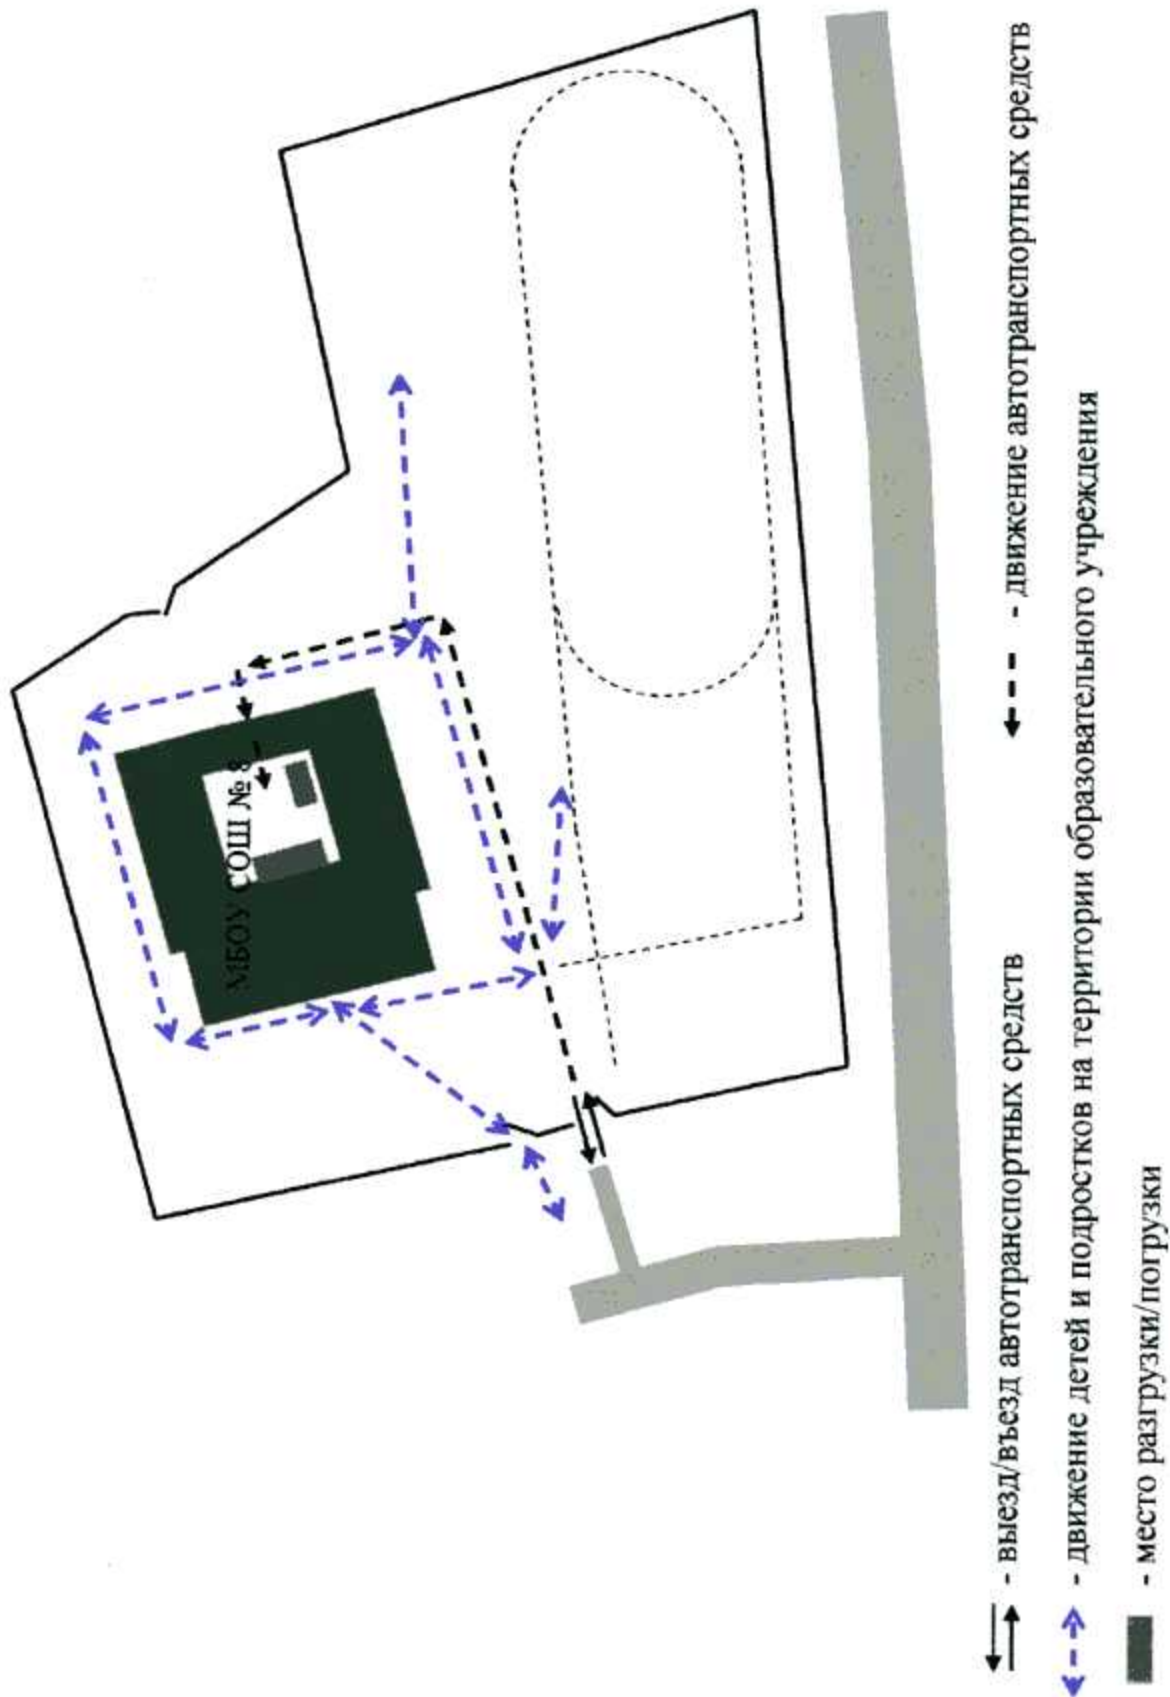 МБОУ СОШ № 8
- выезд/въезд автотранспортных средств
- движение автотранспортных средств
- движение детей и подростков на территории образовательного учреждения
- место разгрузки/погрузки